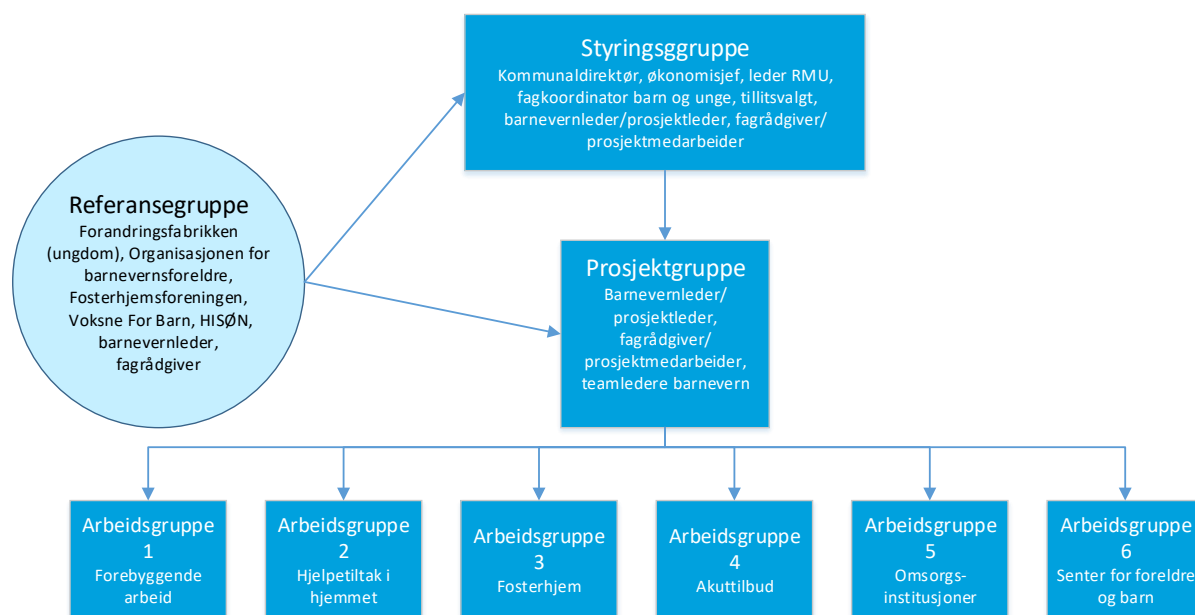 Styringsggruppe
Kommunaldirektør, økonomisjef, leder RMU,
fagkoordinator barn og unge, tillitsvalgt,
barnevernleder/prosjektleder, fagrådgiver/
prosjektmedarbeider
Referansegruppe
Forandringsfabrikken
(ungdom), Organisasjonen for
barnevernsforeldre,
Fosterhjemsforeningen,
Voksne For Barn, HISØN,
barnevernleder,
fagrådgiver
Prosjektgruppe
Barnevernleder/
prosjektleder,
fagrådgiver/
prosjektmedarbeider,
teamledere barnevern
Arbeidsgruppe
1
Forebyggende
arbeid
Arbeidsgruppe
2
Hjelpetiltak i
hjemmet
Arbeidsgruppe
3
Fosterhjem
Arbeidsgruppe
4
Akuttilbud
Arbeidsgruppe
5
Omsorgs-
institusjoner
Arbeidsgruppe
6
Senter for foreldre
og barn